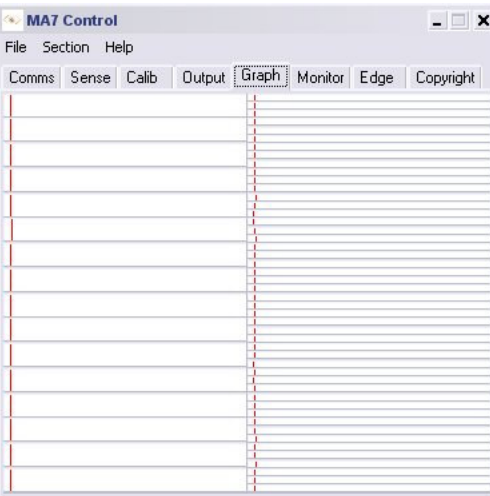 MA7 Control
File Section Help
Comms Sense Calib Output Graph Monitor Edge Copyright